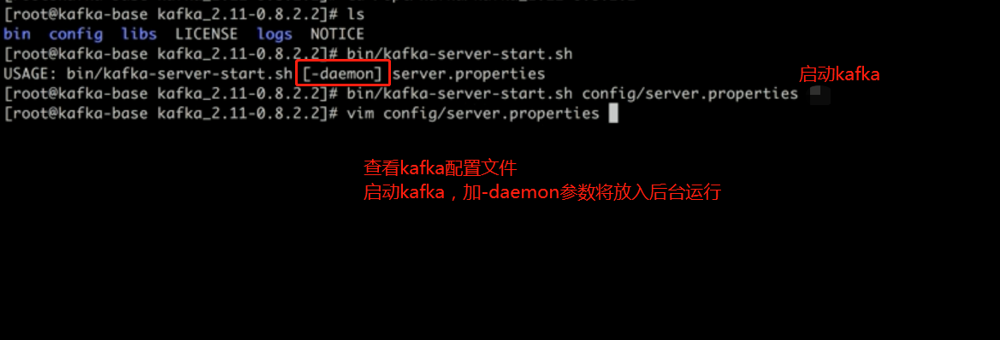 [root@kafka-base kafka_2.11-0.8.2.2]# ls
bin config libs LICENSE logs NOTICE
[root@kafka-base kafka_2.11-0.8.2.2]# bin/kafka-server-start.sh
USAGE: bin/kafka-server-start.sh [-daemon] server.properties
启动kafka
[root@kafka-base kafka_2.11-0.8.2.2]# bin/kafka-server-start.sh config/server.properties
[root@kafka-base kafka_2.11-0.8.2.2]# vim config/server.properties
查看kafka配置文件
启动kafka，加-daemon参数将放入后台运行